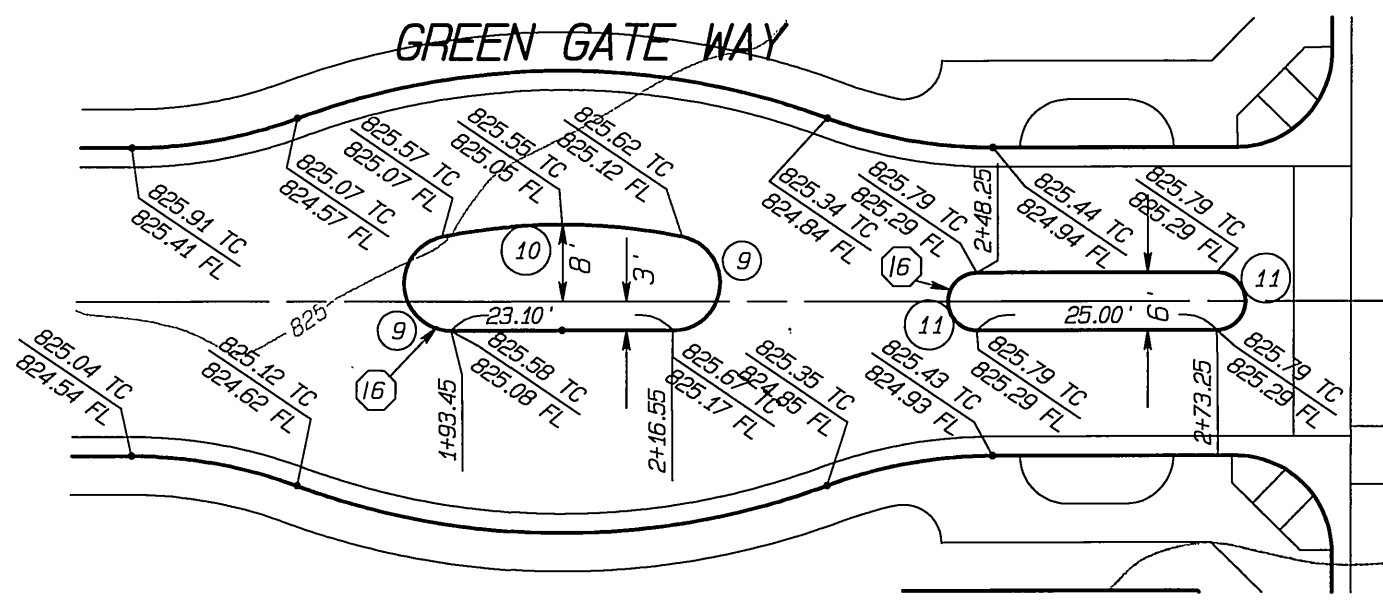 GREEN GATE WAY
825.91 TC
825.41 FL
825.07 TC
824.57 FL
825.57 TC
825.07 FL
825.55 TC
825.05 FL
825.62 TC
825.12 FL
825.34 TC
824.84 FL
825.79 TC
825.29 FL
2+48.25
825.44 TC
824.94 FL
825.79 TC
825.29 FL
10
8'
3'
9
16
11
825
23.10'
25.00'
6'
9
11
16
825.04 TC
824.54 FL
825.12 TC
824.62 FL
1+93.45
825.58 TC
825.08 FL
2+16.55
825.67 TC
825.17 FL
825.35 TC
824.85 FL
825.43 TC
824.93 FL
825.79 TC
825.29 FL
2+73.25
825.79 TC
825.29 FL